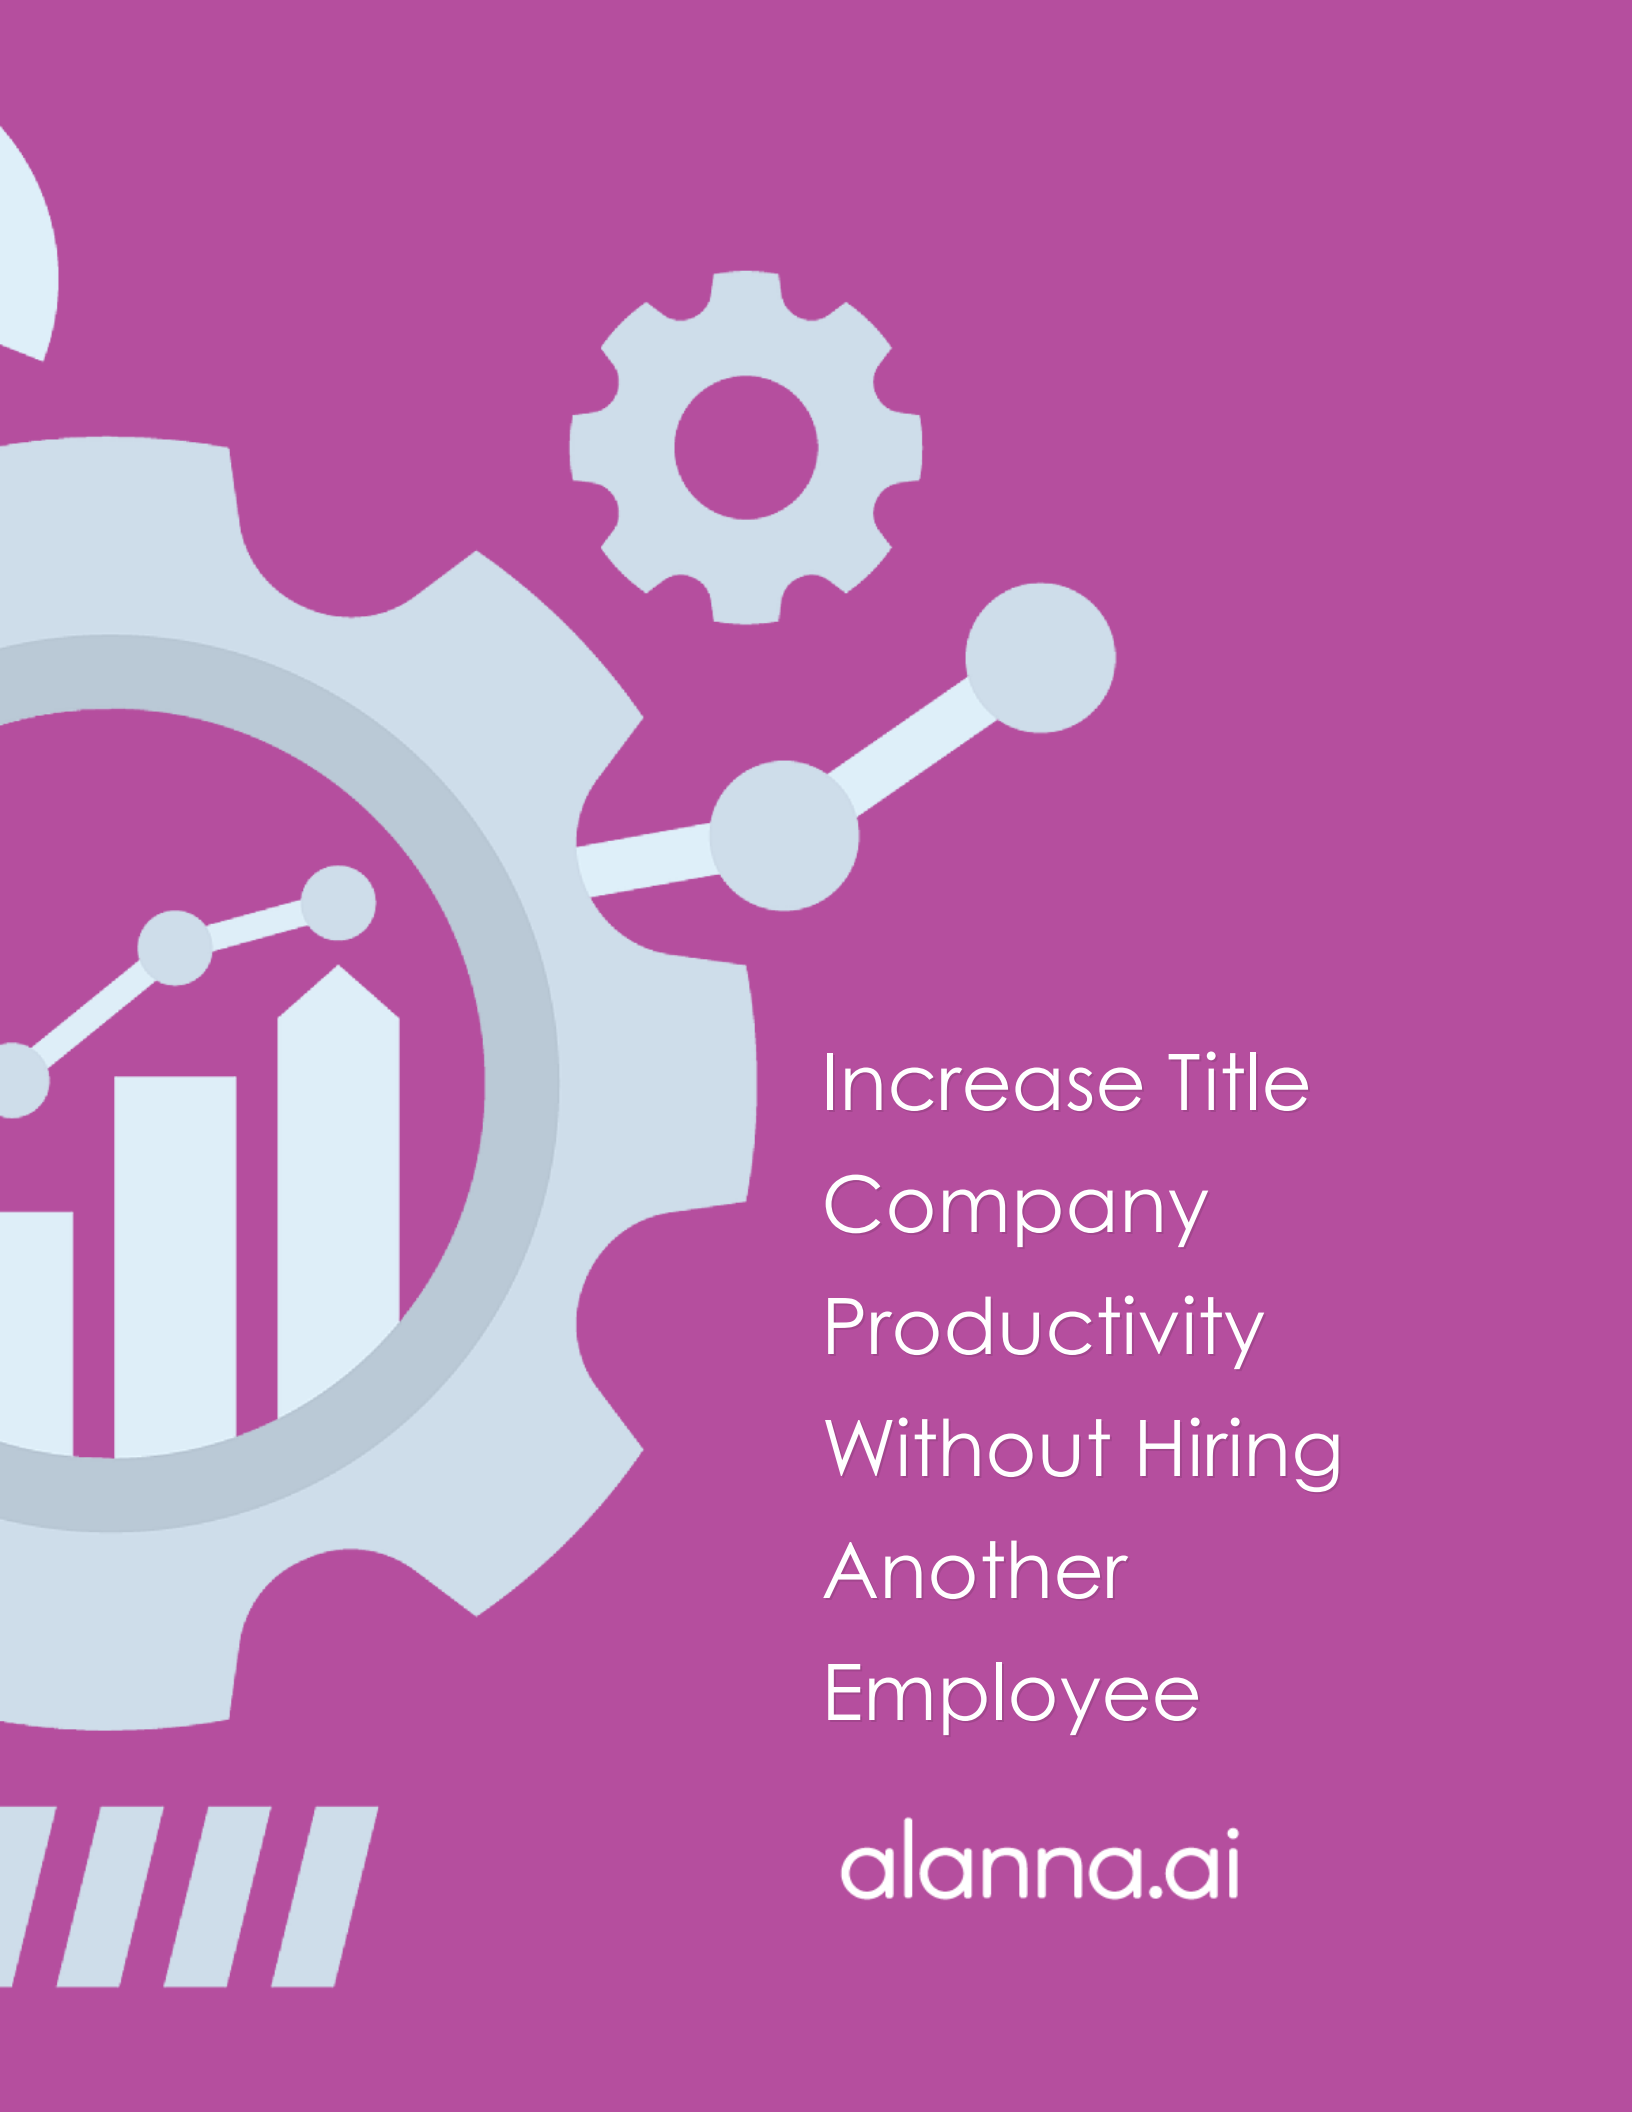 Increase Title
Company
Productivity
Without Hiring
Another
Employee
alanna.ai